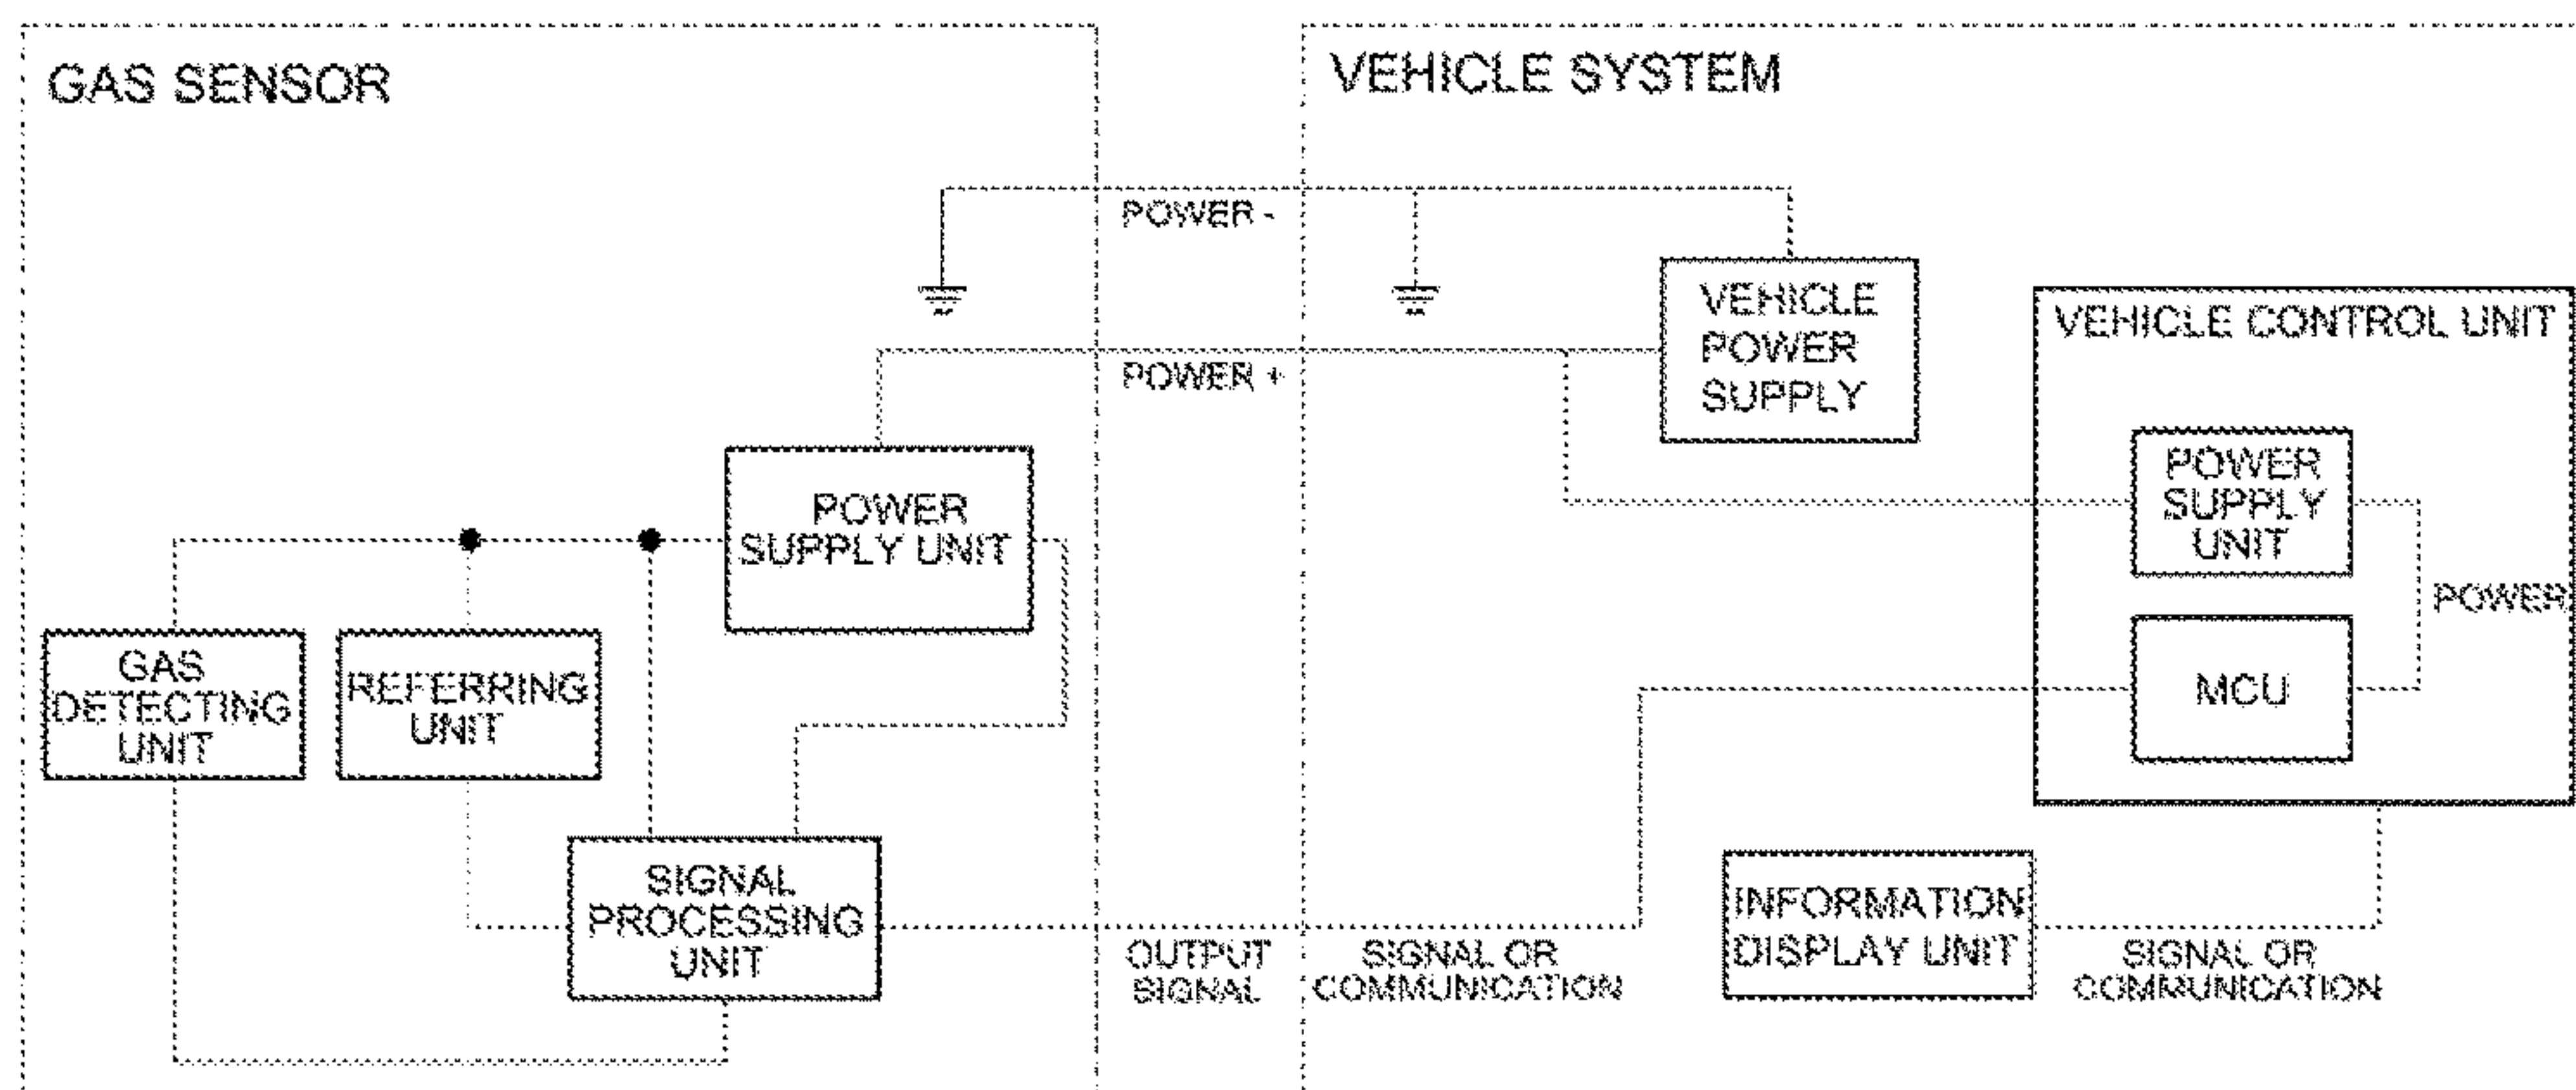 GAS SENSOR
VEHICLE SYSTEM
POWER -
POWER +
VEHICLE
POWER
SUPPLY
VEHICLE CONTROL UNIT
POWER
SUPPLY
UNIT
POWER
MCU
POWER
SUPPLY UNIT
GAS
DETECTING
UNIT
REFERRING
UNIT
SIGNAL
PROCESSING
UNIT
OUTPUT
SIGNAL
SIGNAL OR
COMMUNICATION
INFORMATION
DISPLAY UNIT
SIGNAL OR
COMMUNICATION